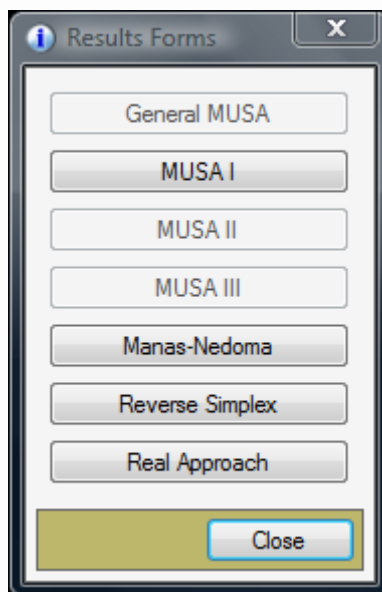 Results Forms
General MUSA
MUSA I
MUSA II
MUSA III
Manas-Nedoma
Reverse Simplex
Real Approach
Close